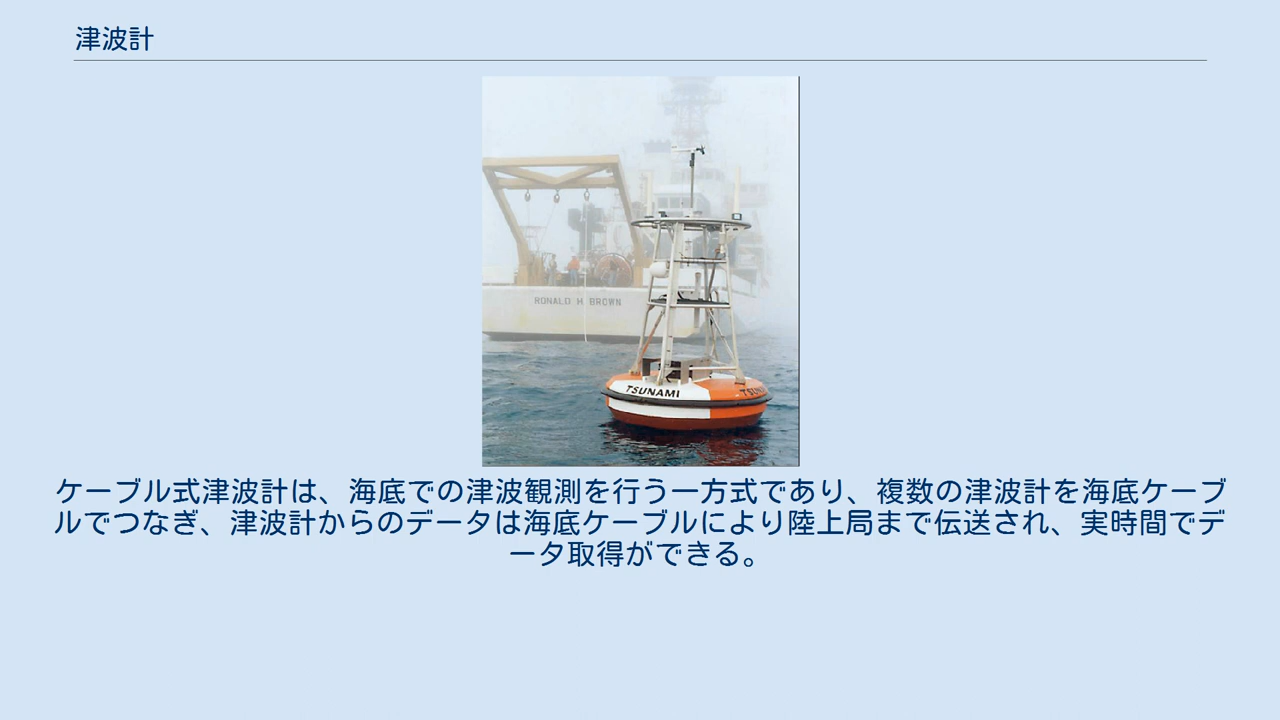 津波計
RONALD H. BROWN
TSUNAMI
ケーブル式津波計は、海底での津波観測を行う一方式であり、複数の津波計を海底ケーブ
ルでつなぎ、津波計からのデータは海底ケーブルにより陸上局まで伝送され、実時間でデ
ータ取得ができる。